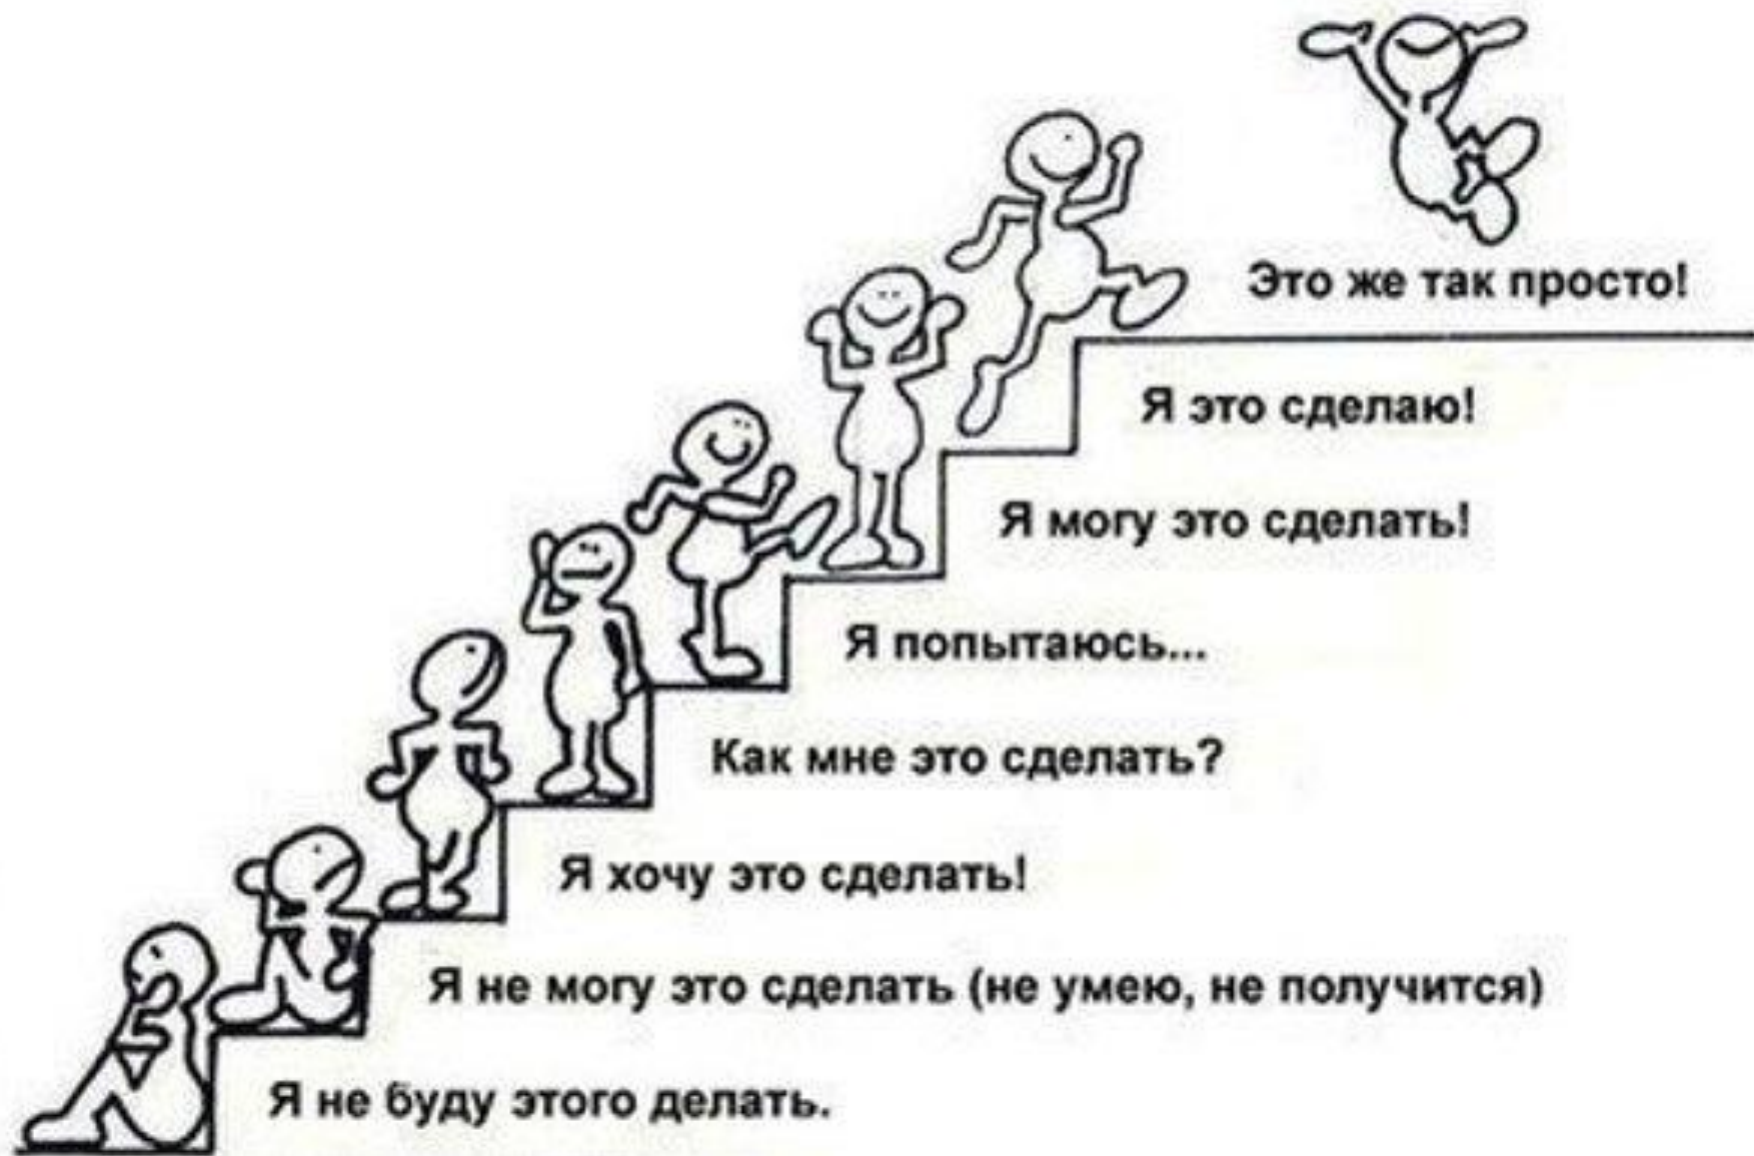 Это же так просто!
Я это сделаю!
Я могу это сделать!
Я попытаюсь...
Как мне это сделать?
Я хочу это сделать!
Я не могу это сделать (не умею, не получится)
Я не буду этого делать.